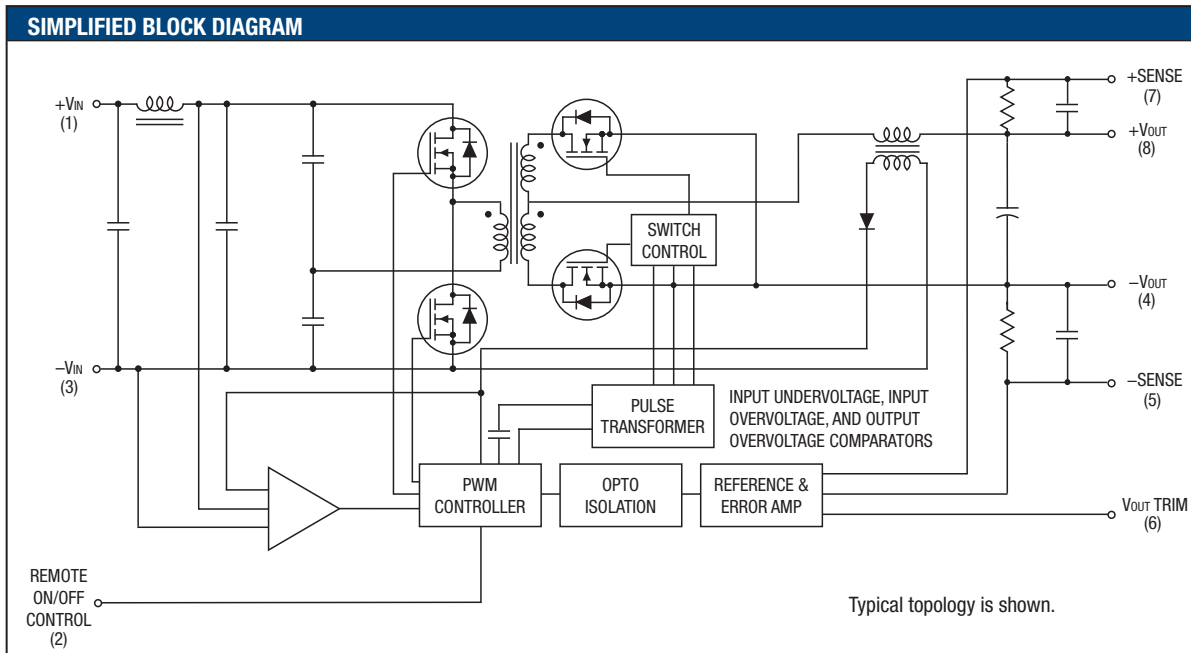 SIMPLIFIED BLOCK DIAGRAM
+VIN
(1)
–VIN
(3)
REMOTE
ON/OFF
CONTROL
(2)
SWITCH
CONTROL
PULSE
TRANSFORMER
INPUT UNDERVOLTAGE, INPUT
OVERVOLTAGE, AND OUTPUT
OVERVOLTAGE COMPARATORS
PWM
CONTROLLER
OPTO
ISOLATION
REFERENCE &
ERROR AMP
+SENSE
(7)
+VOUT
(8)
–VOUT
(4)
–SENSE
(5)
VOUT TRIM
(6)
Typical topology is shown.